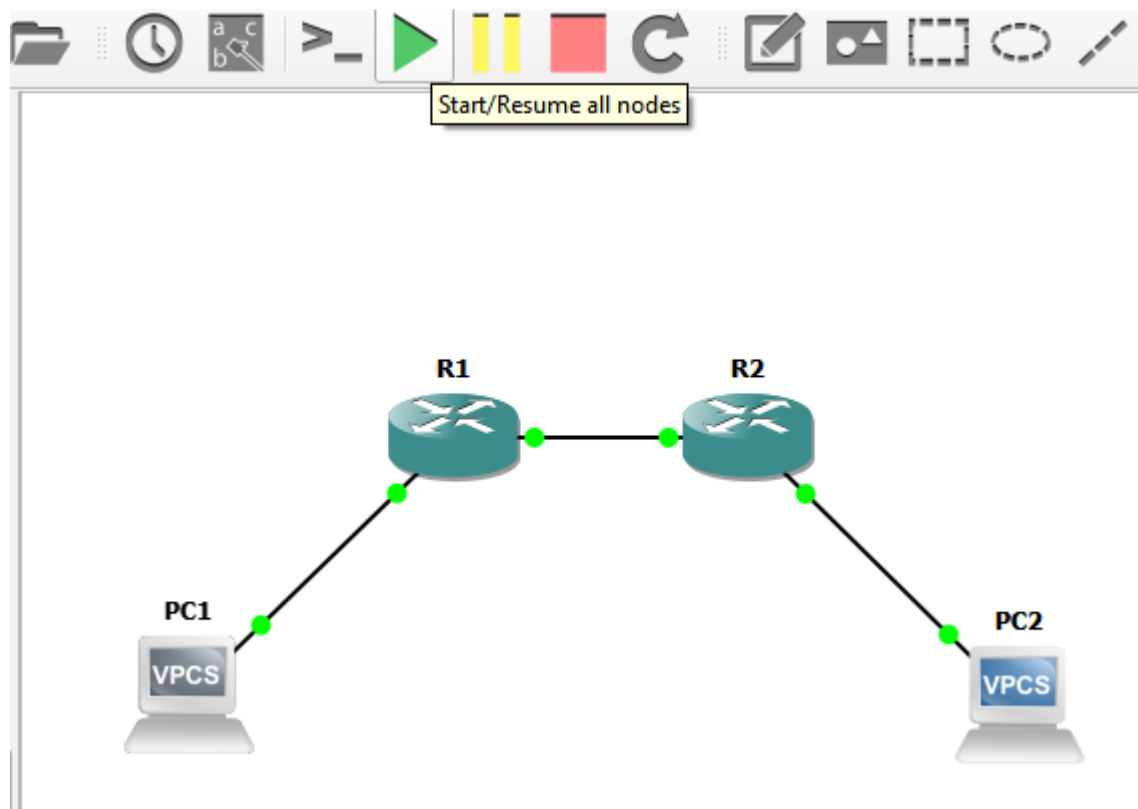 a c
b
>_
Start/Resume all nodes
R1
R2
PC1
VPCS
PC2
VPCS